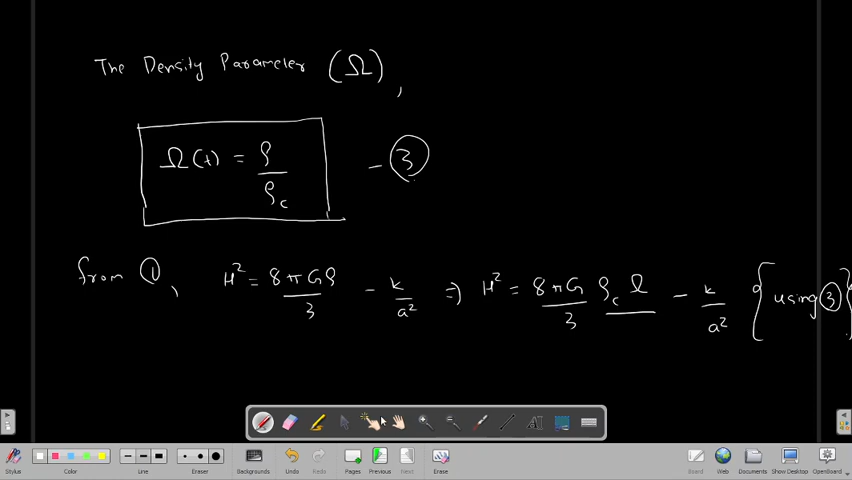 The Density Parameter (Ω),
Ω(t) = ρ/ρc - ③
from ①, H² = 8πGρ/3 - k/a² => H² = 8πG/3 ρc Ω - k/a² {using ③}
Stylus Color Line Eraser Backgrounds Undo Redo Pages Previous Next Erase Board Web Documents Show Desktop OpenBoard